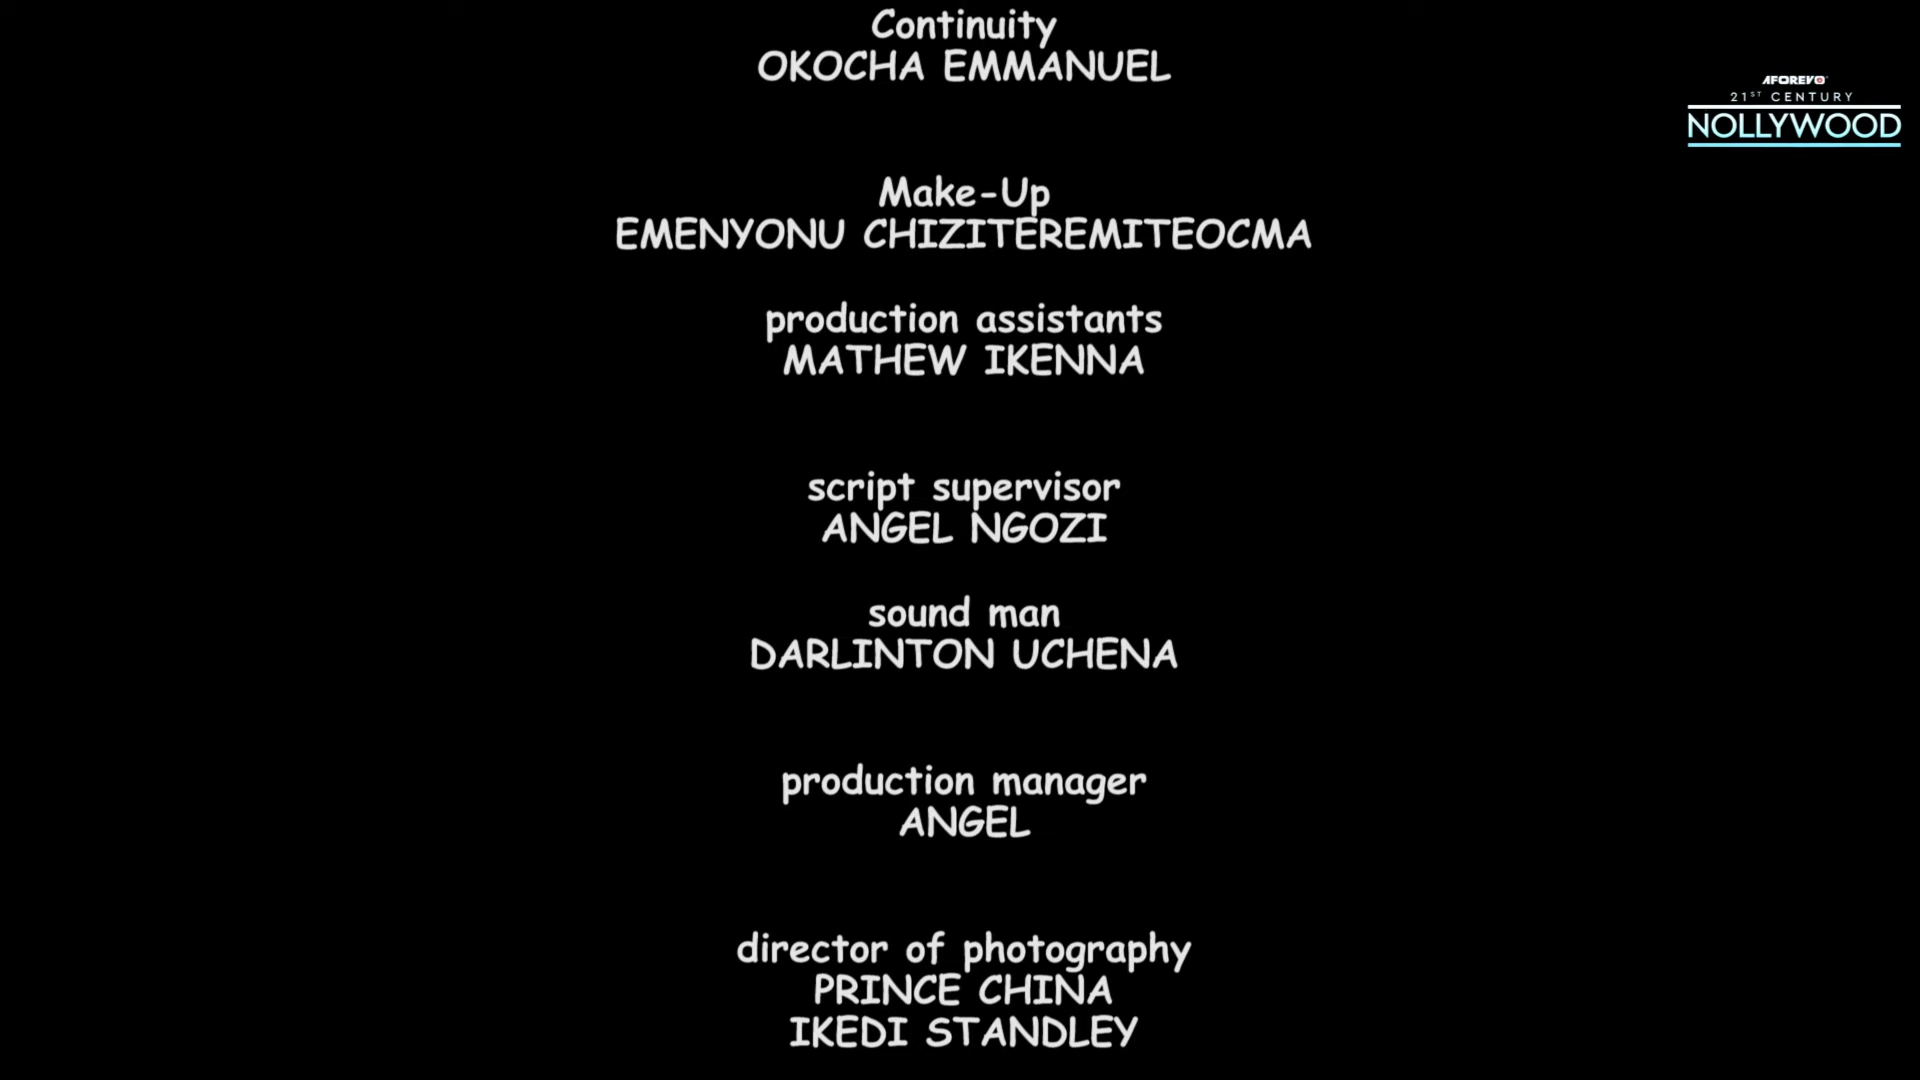 Continuity
OKOCHA EMMANUEL
AFOREVO
21ST CENTURY
NOLLYWOOD
Make-Up
EMENYONU CHIZITEREMITEOCMA
production assistants
MATHEW IKENNA
script supervisor
ANGEL NGOZI
sound man
DARLINTON UCHENA
production manager
ANGEL
director of photography
PRINCE CHINA
IKEDI STANDLEY